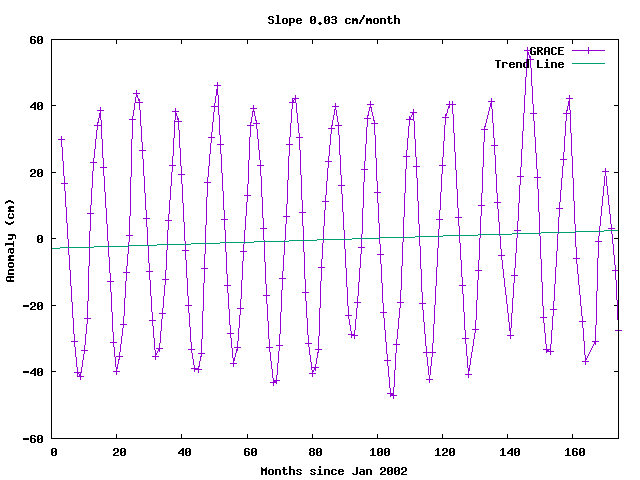 Slope 0.03 cm/month
60
40
20
0
-20
-40
-60
Anomaly (cm)
GRACE
Trend Line
0 20 40 60 80 100 120 140 160
Months since Jan 2002